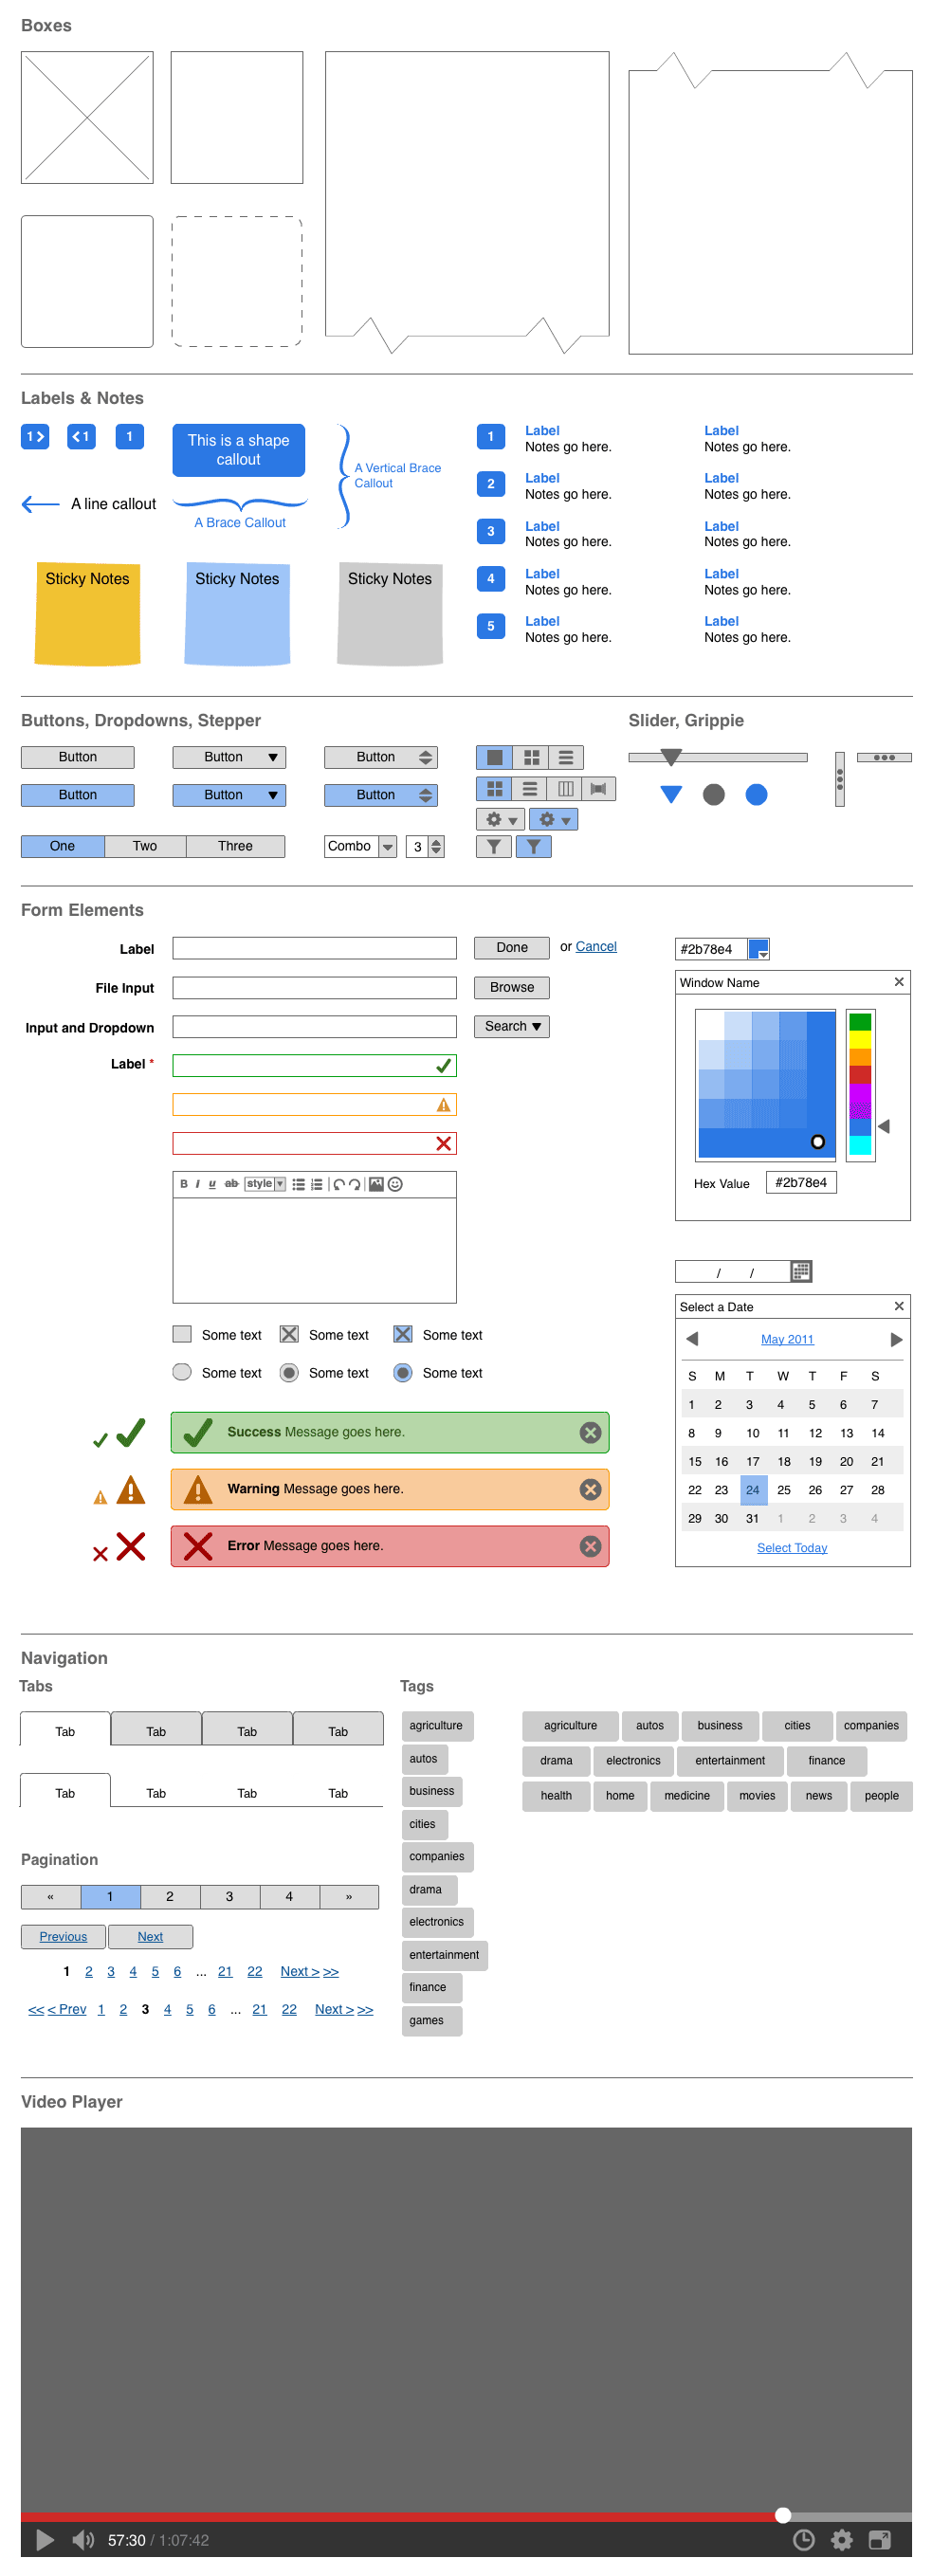 Boxes
Labels & Notes
1 >
< 1
1
This is a shape
callout
A Vertical Brace
Callout
A line callout
A Brace Callout
Sticky Notes
Sticky Notes
Sticky Notes
1 Label Label
Notes go here. Notes go here.
2 Label Label
Notes go here. Notes go here.
3 Label Label
Notes go here. Notes go here.
4 Label Label
Notes go here. Notes go here.
5 Label Label
Notes go here. Notes go here.
Buttons, Dropdowns, Stepper
Button Button Button
Button Button Button
One Two Three Combo 3
Slider, Grippie
Form Elements
Label Done or Cancel
File Input Browse
Input and Dropdown Search
Label *
B I u ab style
Some text Some text Some text
Some text Some text Some text
Success Message goes here.
Warning Message goes here.
Error Message goes here.
#2b78e4
Window Name
Hex Value #2b78e4
/ /
Select a Date
May 2011
S M T W T F S
1 2 3 4 5 6 7
8 9 10 11 12 13 14
15 16 17 18 19 20 21
22 23 24 25 26 27 28
29 30 31 1 2 3 4
Select Today
Navigation
Tabs
Tab Tab Tab Tab
Tab Tab Tab Tab
Pagination
« 1 2 3 4 »
Previous Next
1 2 3 4 5 6 ... 21 22 Next > >>
<< < Prev 1 2 3 4 5 6 ... 21 22 Next > >>
Tags
agriculture
autos
business
cities
companies
drama
electronics
entertainment
finance
games
agriculture autos business cities companies
drama electronics entertainment finance
health home medicine movies news people
Video Player
57:30 / 1:07:42